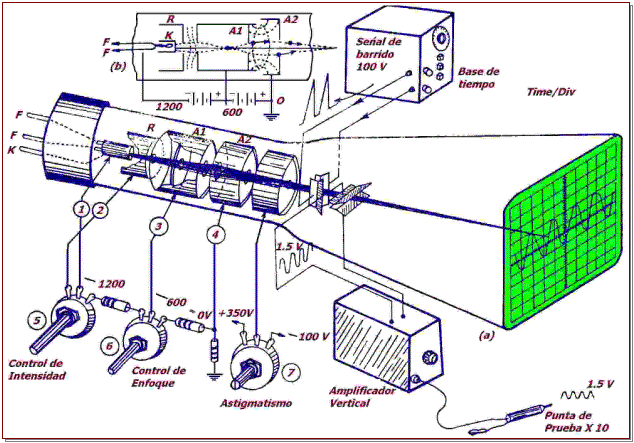 R
A1
A2
K
F
F
(b)
1200
600
O
Señal de
barrido
100 V
Base de
tiempo
Time/Div
F
F
K
R
A1
A2
1
2
3
4
1.5 V
1200
600
0V
+350V
100 V
5
6
7
(a)
Control de
Intensidad
Control de
Enfoque
Astigmatismo
Amplificador
Vertical
1.5 V
Punta de
Prueba X 10